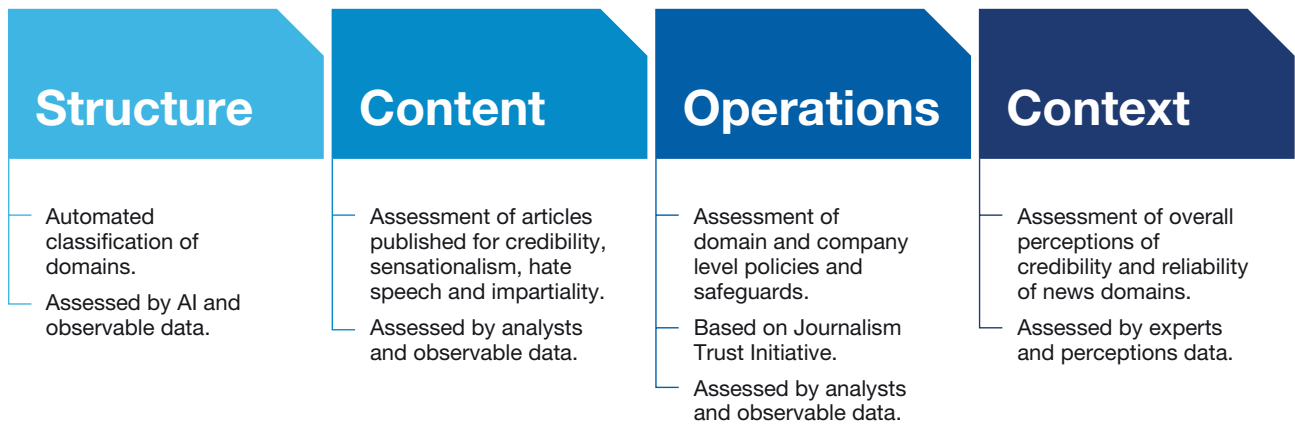 Structure
Automated
classification of
domains.
Assessed by AI and
observable data.
Content
Assessment of articles
published for credibility,
sensationalism, hate
speech and impartiality.
Assessed by analysts
and observable data.
Operations
Assessment of
domain and company
level policies and
safeguards.
Based on Journalism
Trust Initiative.
Assessed by analysts
and observable data.
Context
Assessment of overall
perceptions of
credibility and reliability
of news domains.
Assessed by experts
and perceptions data.